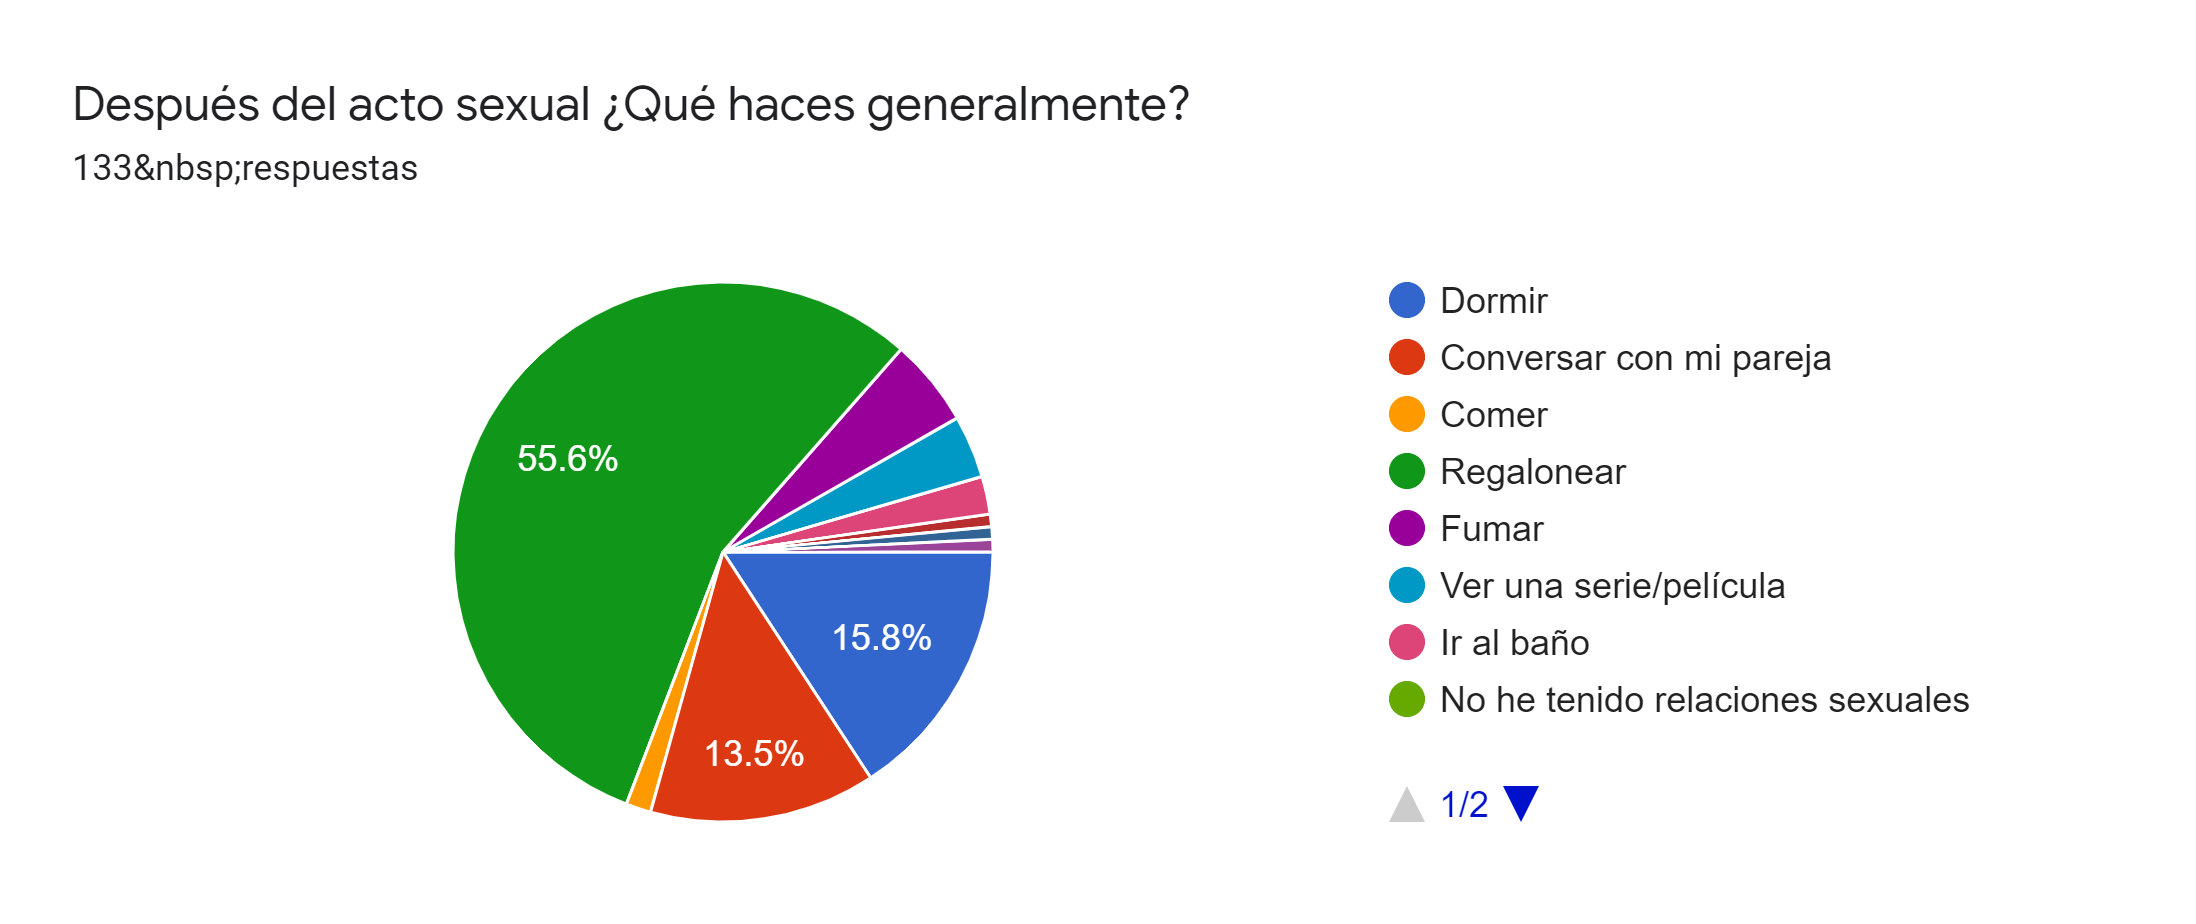 Después del acto sexual ¿Qué haces generalmente?
133&nbsp;respuestas
55.6%
15.8%
13.5%
Dormir
Conversar con mi pareja
Comer
Regalonear
Fumar
Ver una serie/película
Ir al baño
No he tenido relaciones sexuales
1/2